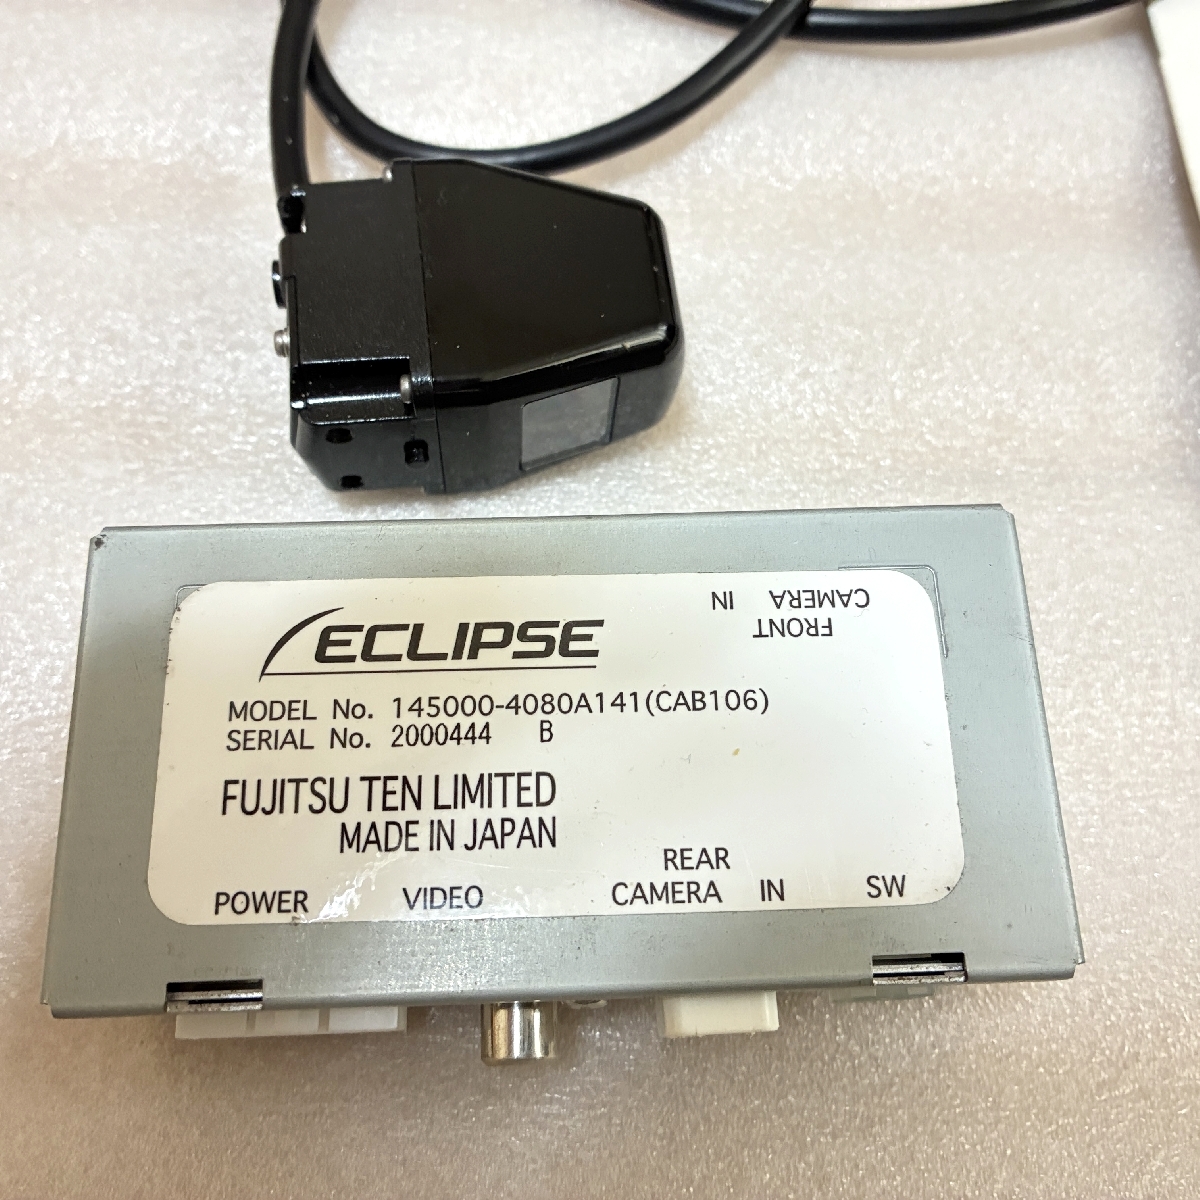 ECLIPSE
FRONT
CAMERA IN
MODEL No. 145000-4080A141(CAB106)
SERIAL No. 2000444 B
FUJITSU TEN LIMITED
MADE IN JAPAN
POWER VIDEO REAR CAMERA IN SW